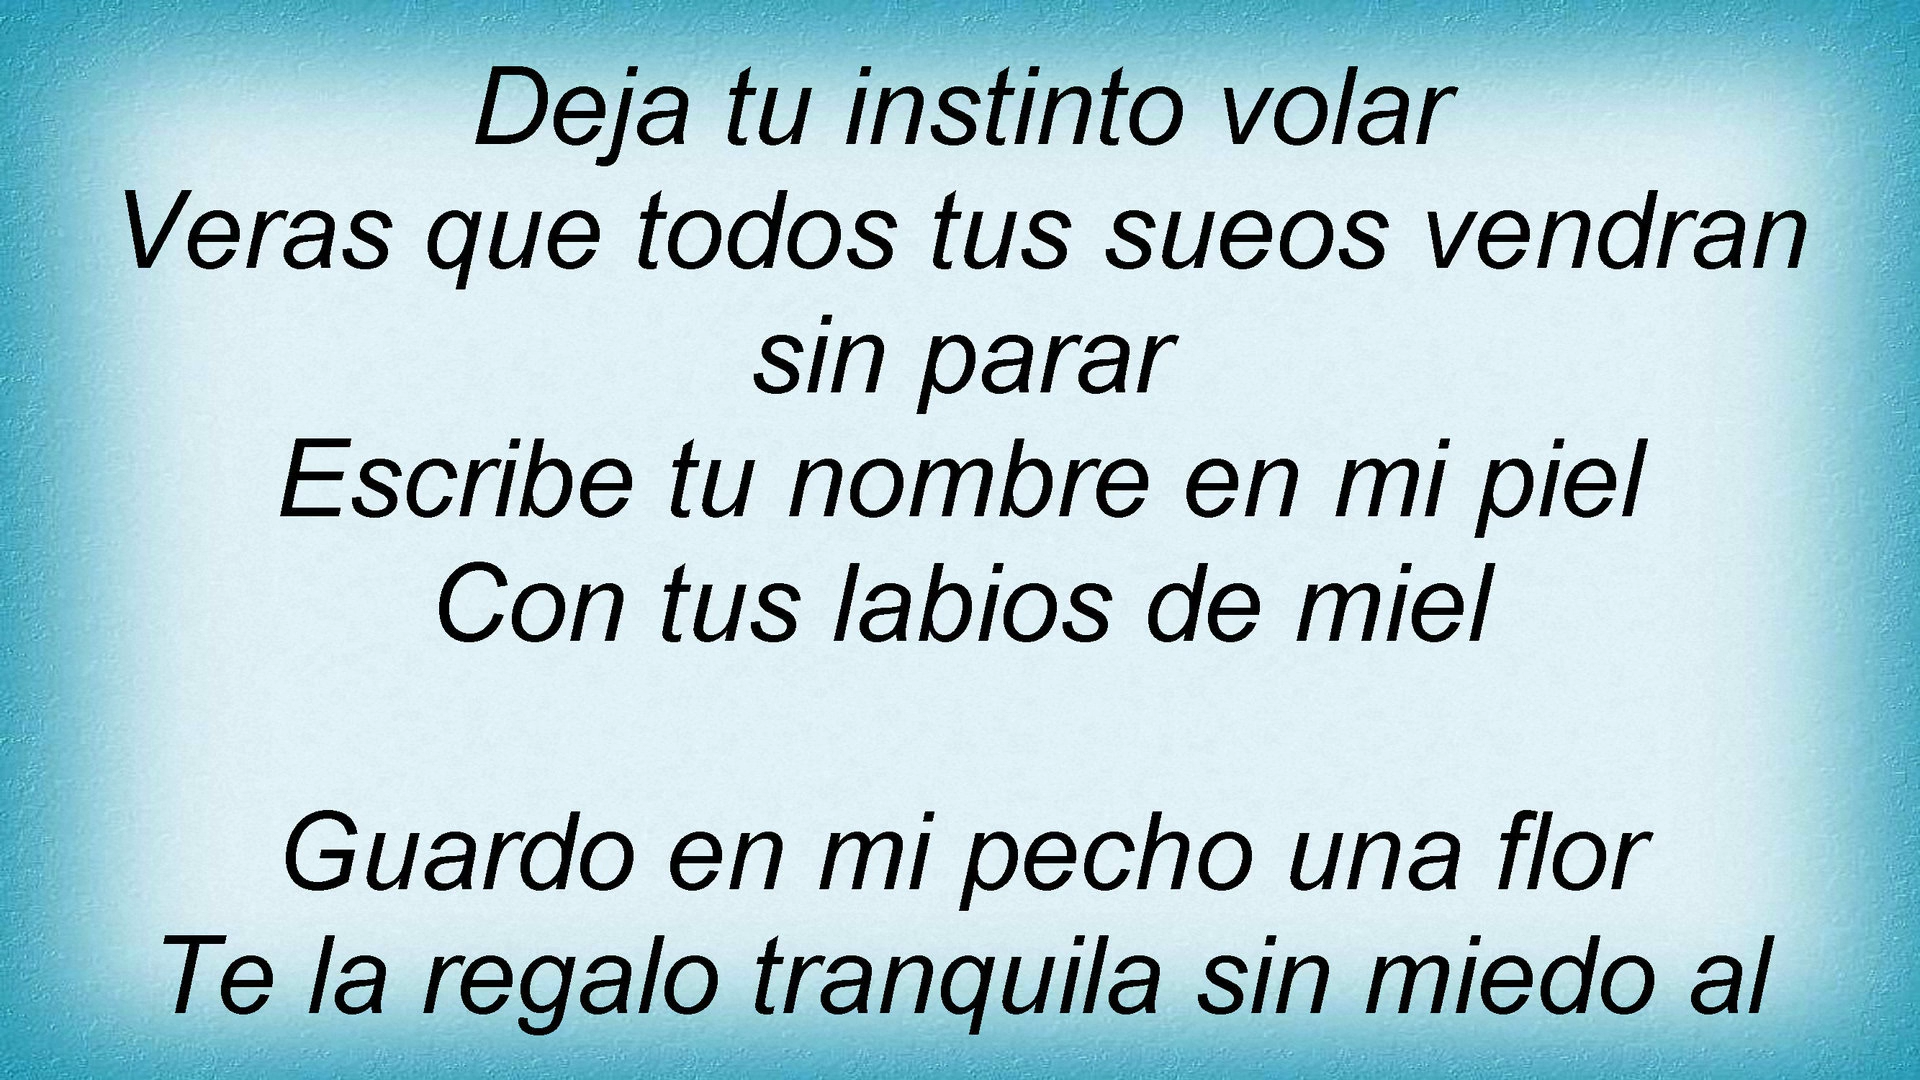 Deja tu instinto volar
Veras que todos tus sueos vendran
sin parar
Escribe tu nombre en mi piel
Con tus labios de miel
Guardo en mi pecho una flor
Te la regalo tranquila sin miedo al